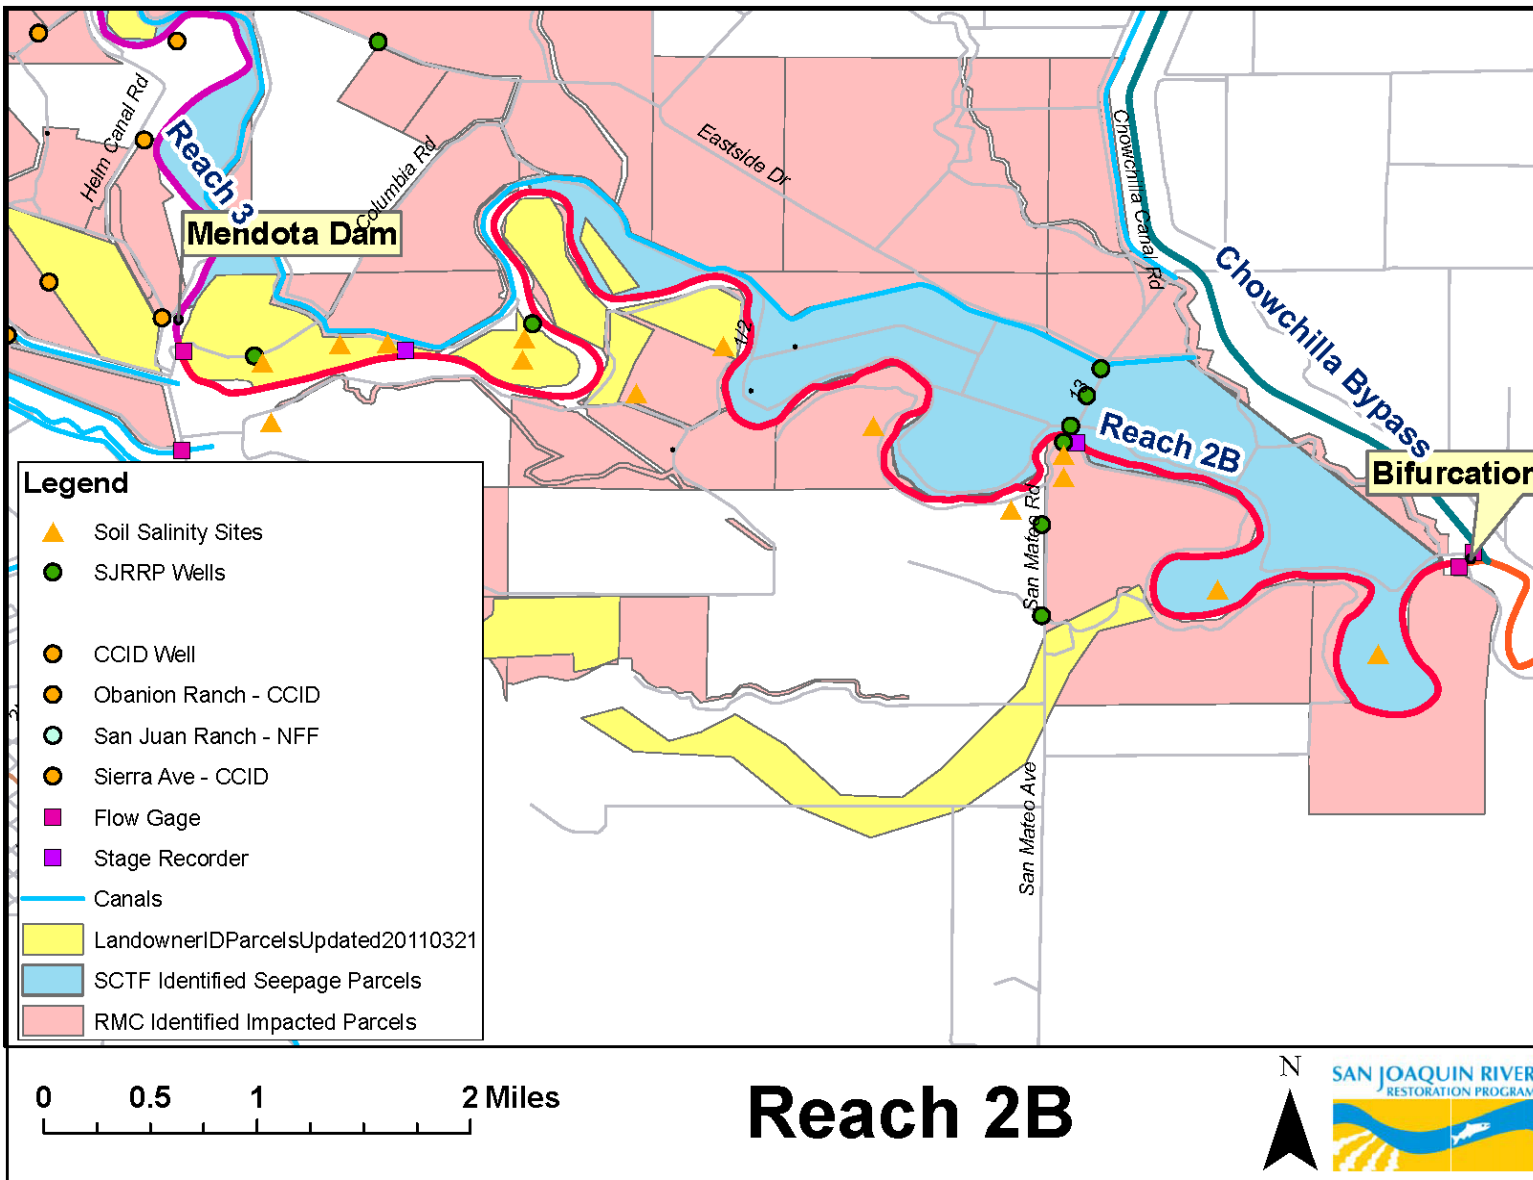 Helm Canal Rd
Reach 3
Columbia Rd
Eastside Dr
Chowchilla Canal Rd
Mendota Dam
Chowchilla Bypass
1/2
13
Reach 2B
Bifurcation
San Mateo Rd
San Mateo Ave
Legend
Soil Salinity Sites
SJRRP Wells
CCID Well
Obanion Ranch - CCID
San Juan Ranch - NFF
Sierra Ave - CCID
Flow Gage
Stage Recorder
Canals
LandownerIDParcelsUpdated20110321
SCTF Identified Seepage Parcels
RMC Identified Impacted Parcels
0 0.5 1 2 Miles
Reach 2B
N
SAN JOAQUIN RIVER
RESTORATION PROGRAM